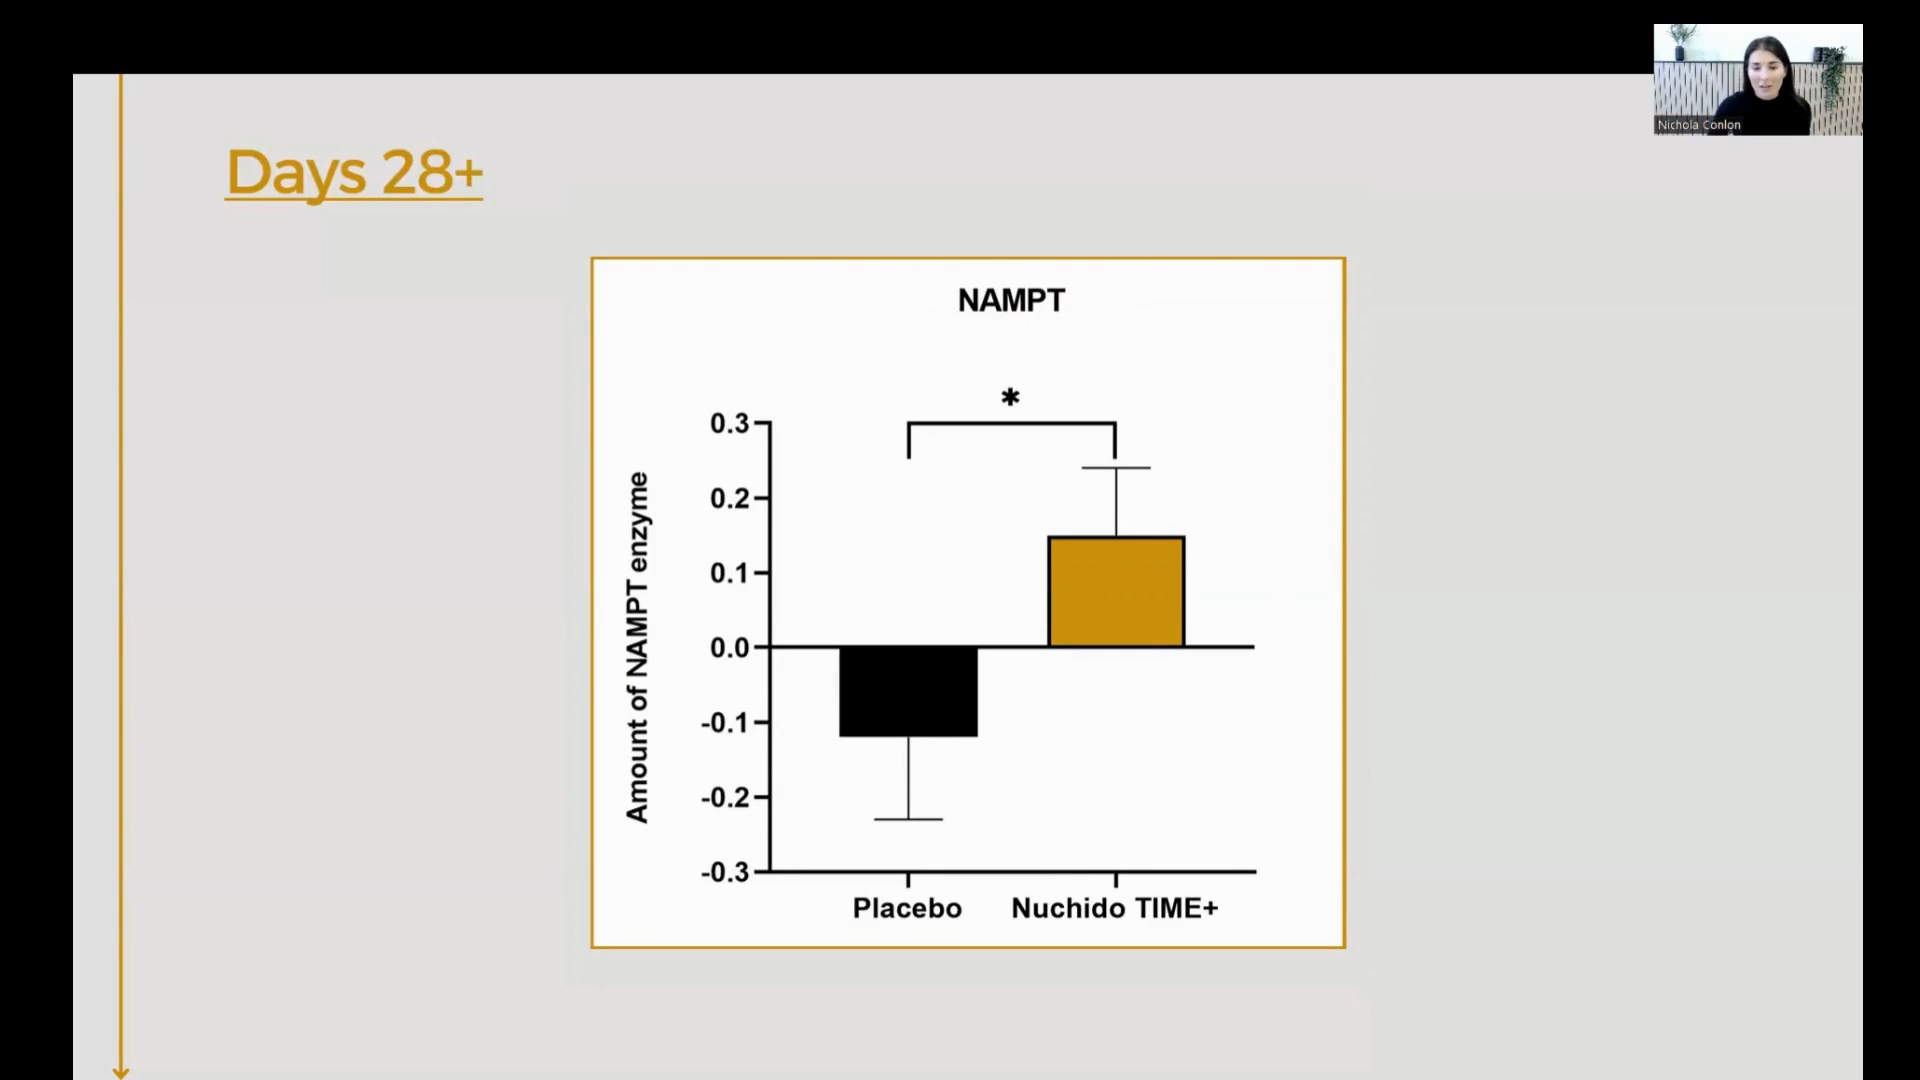 Nichola Conlon
Days 28+
NAMPT
*
0.3
0.2
0.1
0.0
-0.1
-0.2
-0.3
Amount of NAMPT enzyme
Placebo
Nuchido TIME+